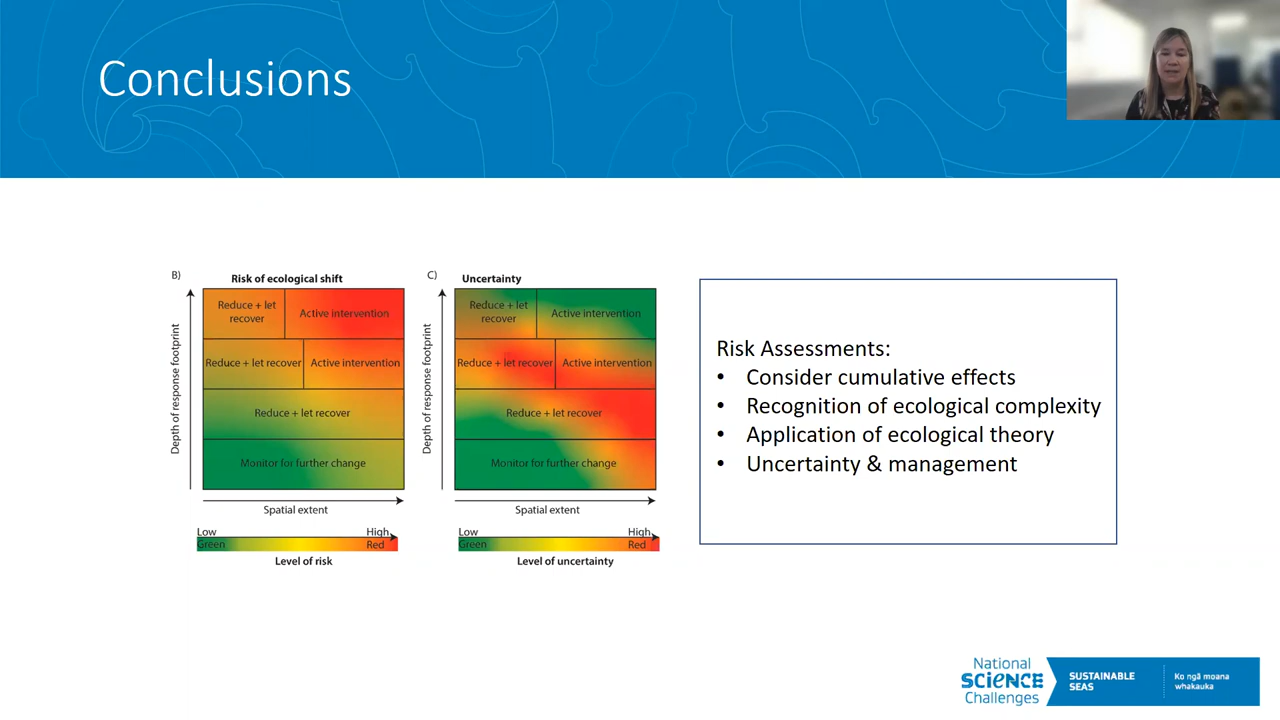 Conclusions
B)
Risk of ecological shift
Reduce + let
recover
Active intervention
Reduce + let recover
Active intervention
Reduce + let recover
Monitor for further change
Depth of response footprint
Spatial extent
Low
High
Green
Red
Level of risk
C)
Uncertainty
Reduce + let
recover
Active intervention
Reduce + let recover
Active intervention
Reduce + let recover
Monitor for further change
Depth of response footprint
Spatial extent
Low
High
Green
Red
Level of uncertainty
Risk Assessments:
• Consider cumulative effects
• Recognition of ecological complexity
• Application of ecological theory
• Uncertainty & management
National
SCIENCE
Challenges
SUSTAINABLE
SEAS
Ko ngā moana
whakauka